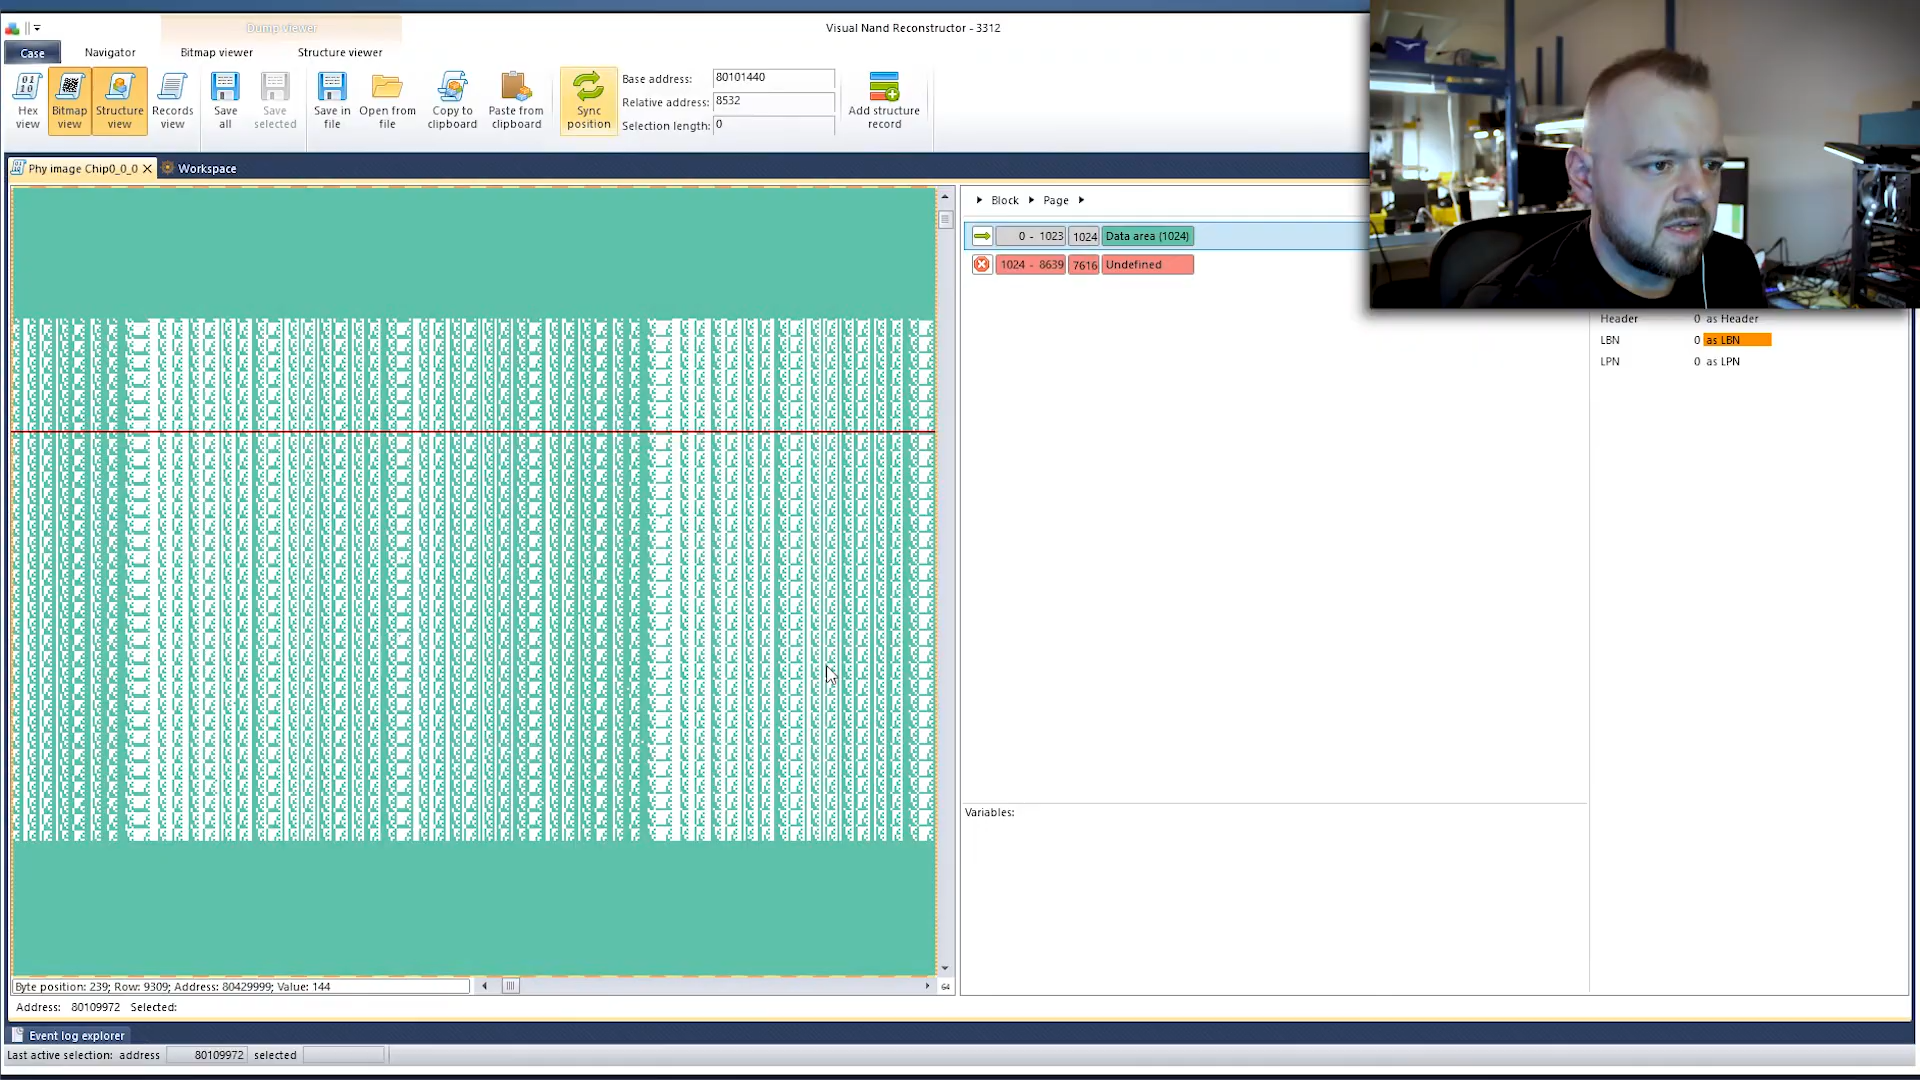 Dump viewer
Visual Nand Reconstructor - 3312
Case
Navigator
Bitmap viewer
Structure viewer
Hex view
Bitmap view
Structure view
Records view
Save all
Save selected
Save in file
Open from file
Copy to clipboard
Paste from clipboard
Sync position
Base address: 80101440
Relative address: 8532
Selection length: 0
Add structure record
Phy image Chip0_0_0
Workspace
Block
Page
0 - 1023 1024 Data area (1024)
1024 - 8639 7616 Undefined
Header 0 as Header
LBN 0 as LBN
LPN 0 as LPN
Variables:
Byte position: 239; Row: 9309; Address: 80429999; Value: 144
64
Address: 80109972 Selected:
Event log explorer
Last active selection: address 80109972 selected